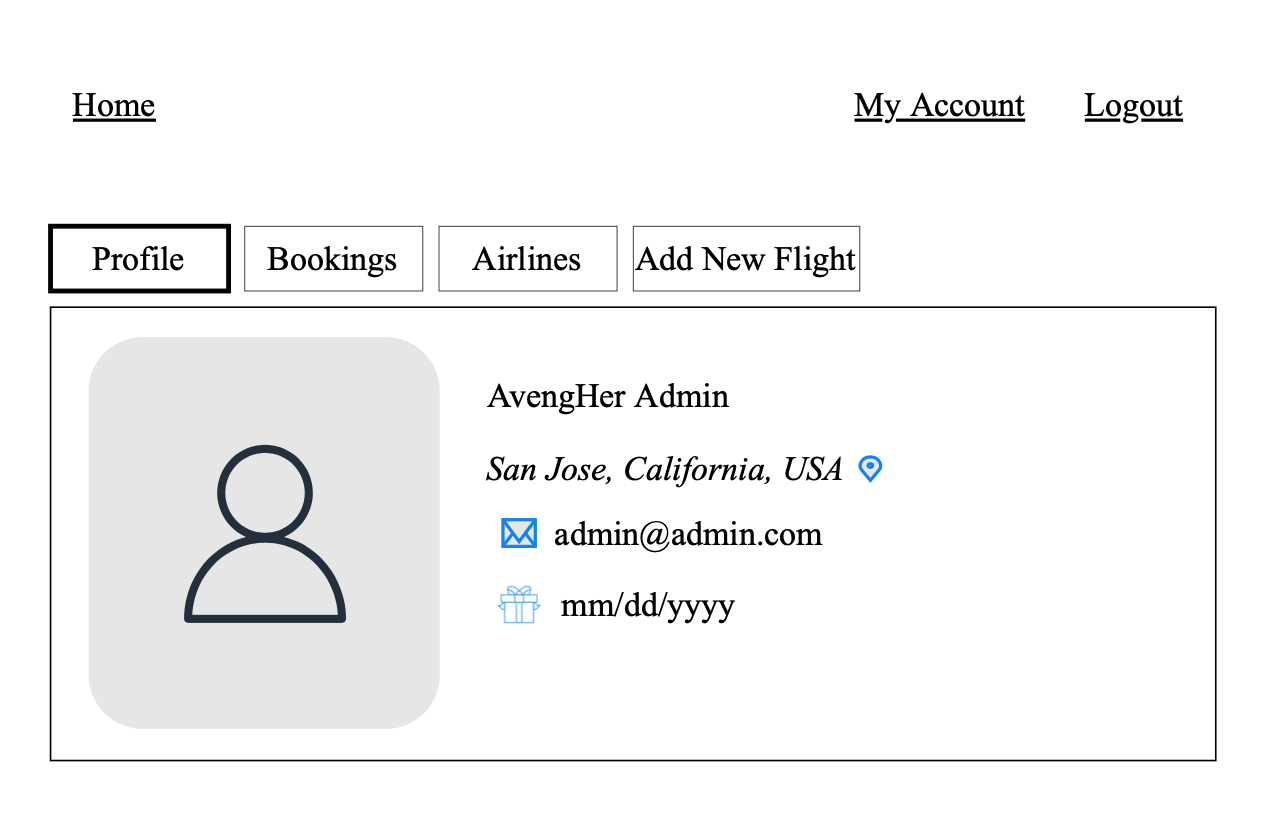 Home My Account Logout
Profile Bookings Airlines Add New Flight
AvengHer Admin
San Jose, California, USA
admin@admin.com
mm/dd/yyyy